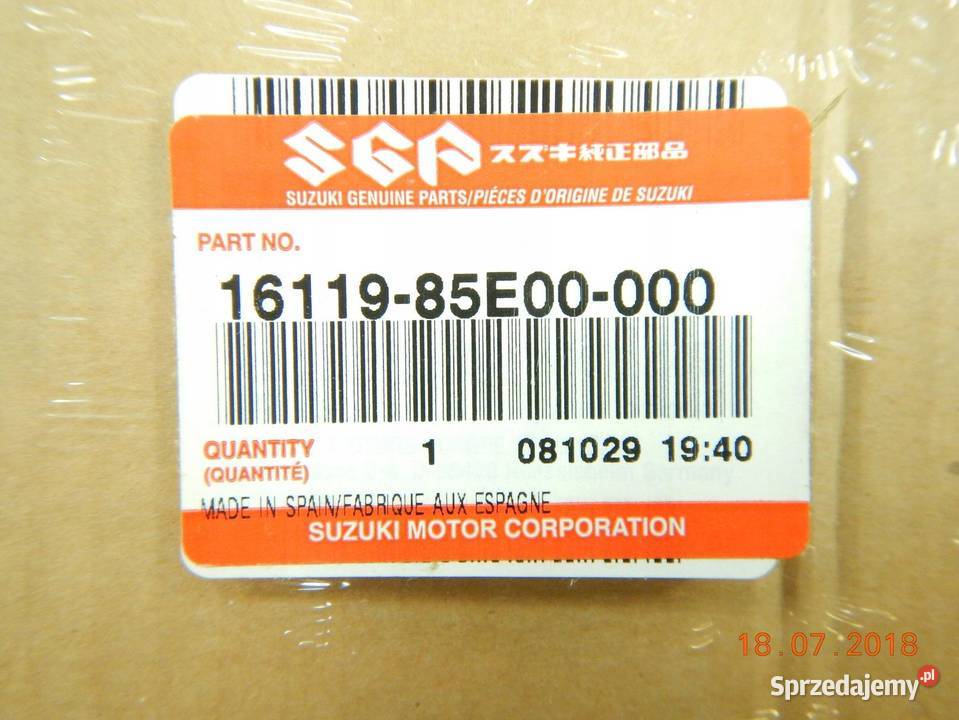 SGP スズキ純正部品
SUZUKI GENUINE PARTS/PIÉCES D'ORIGINE DE SUZUKI
PART NO.
16119-85E00-000
QUANTITY 1 081029 19:40
(QUANTITÉ)
MADE IN SPAIN/FABRIQUE AUX ESPAGNE
SUZUKI MOTOR CORPORATION
18.07.2018
Sprzedajemy.pl